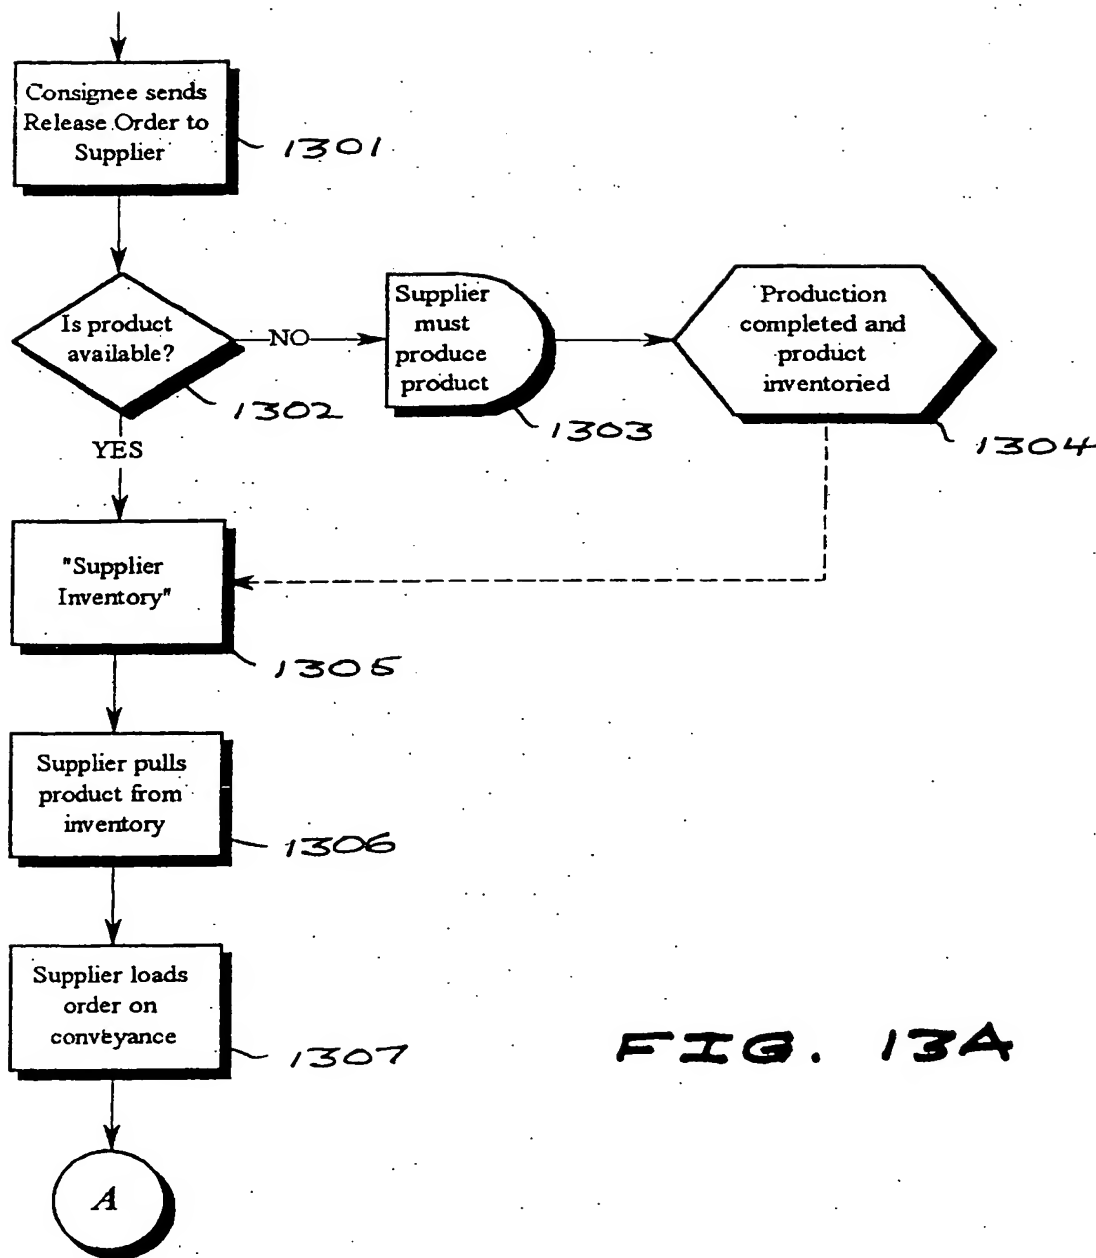 Consignee sends
Release Order to
Supplier
1301
Is product
available?
NO
Supplier
must
produce
product
Production
completed and
product
inventoried
1302
1303
1304
YES
"Supplier
Inventory"
1305
Supplier pulls
product from
inventory
1306
Supplier loads
order on
conveyance
1307
FIG. 13A
A